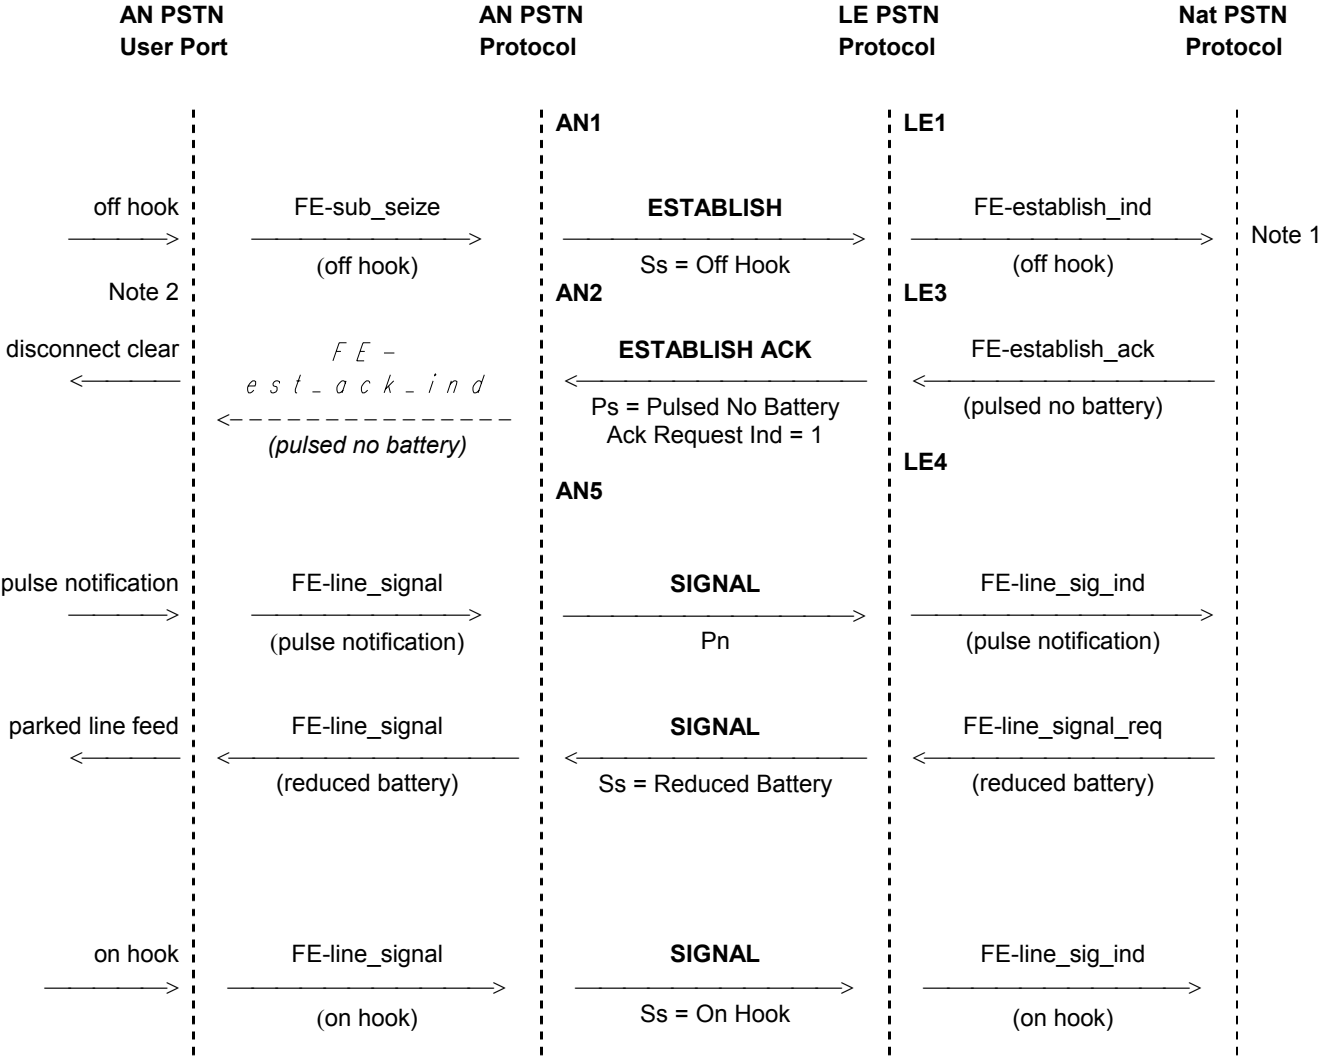 AN PSTN User Port
AN PSTN Protocol
LE PSTN Protocol
Nat PSTN Protocol
AN1
LE1
off hook
FE-sub_seize
ESTABLISH
FE-establish_ind
Note 1
(off hook)
Ss = Off Hook
(off hook)
Note 2
AN2
LE3
disconnect clear
FE-
est_ack_ind
ESTABLISH ACK
FE-establish_ack
(pulsed no battery)
Ps = Pulsed No Battery
Ack Request Ind = 1
(pulsed no battery)
LE4
AN5
pulse notification
FE-line_signal
SIGNAL
FE-line_sig_ind
(pulse notification)
Pn
(pulse notification)
parked line feed
FE-line_signal
SIGNAL
FE-line_signal_req
(reduced battery)
Ss = Reduced Battery
(reduced battery)
on hook
FE-line_signal
SIGNAL
FE-line_sig_ind
(on hook)
Ss = On Hook
(on hook)